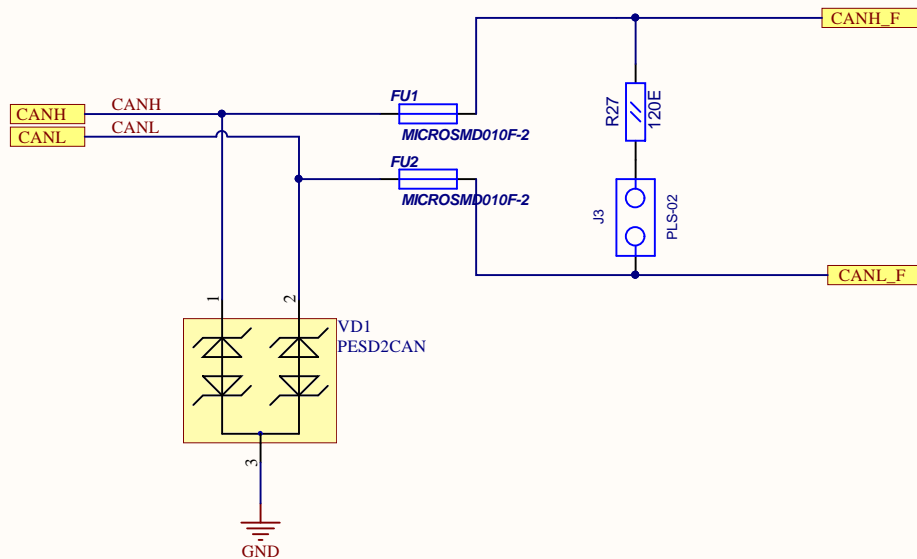 CANH_F
CANH
CANL
CANH
CANL
FU1
MICROSMD010F-2
FU2
MICROSMD010F-2
R27
120E
J3
PLS-02
CANL_F
1
2
VD1
PESD2CAN
3
GND